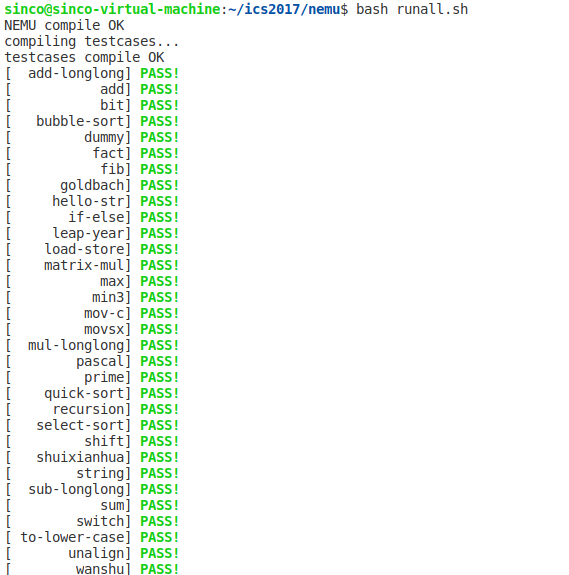 sinco@sinco-virtual-machine:~/ics2017/nemu$ bash runall.sh
NEMU compile OK
compiling testcases...
testcases compile OK
[  add-longlong] PASS!
[           add] PASS!
[           bit] PASS!
[   bubble-sort] PASS!
[         dummy] PASS!
[          fact] PASS!
[           fib] PASS!
[      goldbach] PASS!
[     hello-str] PASS!
[       if-else] PASS!
[     leap-year] PASS!
[    load-store] PASS!
[    matrix-mul] PASS!
[           max] PASS!
[          min3] PASS!
[         mov-c] PASS!
[         movsx] PASS!
[  mul-longlong] PASS!
[        pascal] PASS!
[         prime] PASS!
[    quick-sort] PASS!
[     recursion] PASS!
[   select-sort] PASS!
[         shift] PASS!
[   shuixianhua] PASS!
[        string] PASS!
[  sub-longlong] PASS!
[           sum] PASS!
[        switch] PASS!
[ to-lower-case] PASS!
[       unalign] PASS!
[        wanshu] PASS!